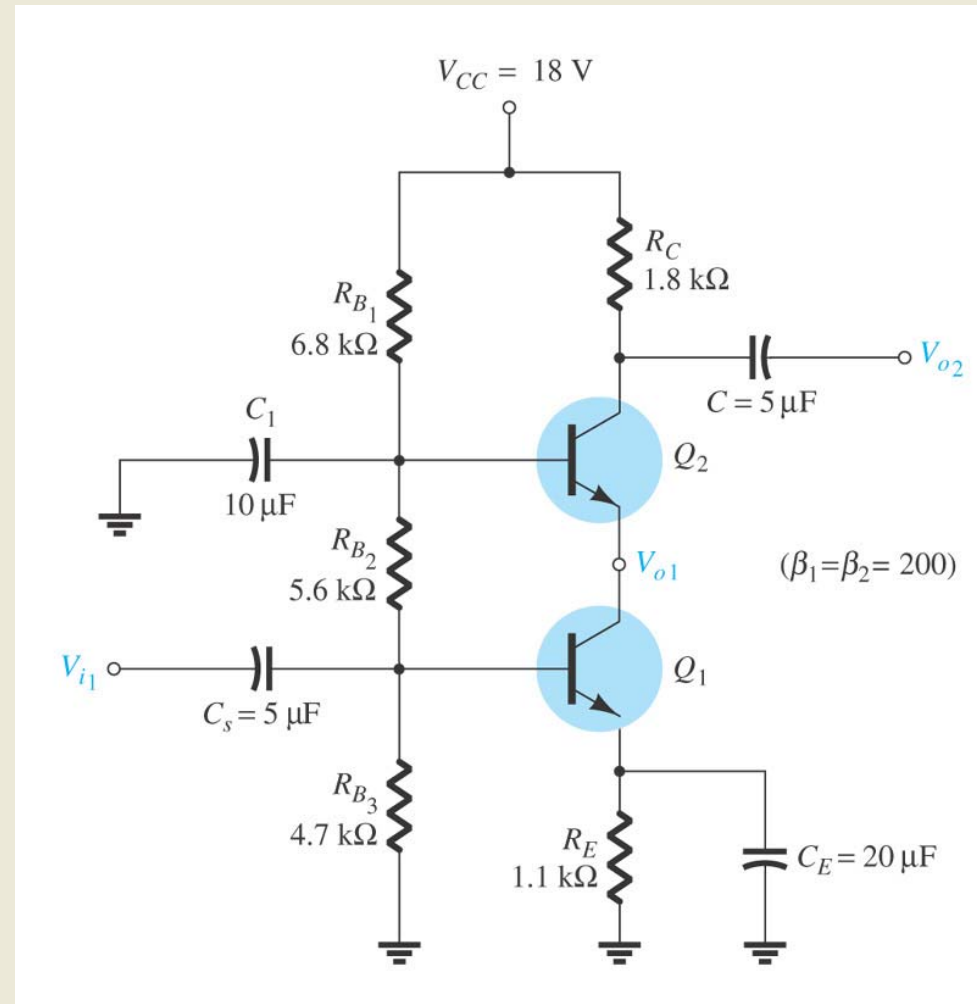 V_CC = 18 V
R_C
1.8 kΩ
R_B1
6.8 kΩ
V_o2
C = 5 μF
C_1
Q_2
10 μF
R_B2
5.6 kΩ
V_o1
(β_1=β_2= 200)
V_i1
Q_1
C_s = 5 μF
R_B3
4.7 kΩ
R_E
1.1 kΩ
C_E = 20 μF